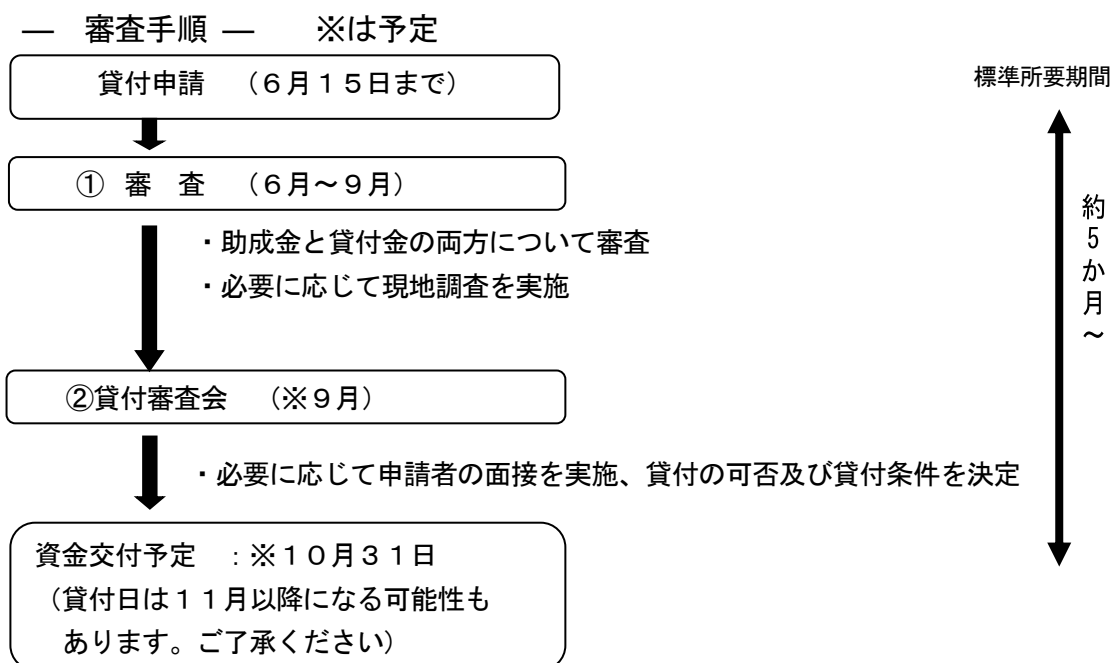 ― 審査手順 ― ※は予定
貸付申請 （６月１５日まで）
標準所要期間
① 審 査 （６月～９月）
・助成金と貸付金の両方について審査
・必要に応じて現地調査を実施
約５か月～
②貸付審査会 （※９月）
・必要に応じて申請者の面接を実施、貸付の可否及び貸付条件を決定
資金交付予定 ：※１０月３１日
（貸付日は１１月以降になる可能性も
あります。ご了承ください）